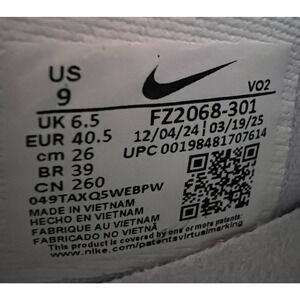 US
9
VO2
UK 6.5
EUR 40.5
cm 26
BR 39
CN 260
FZ2068-301
12/04/24 | 03/19/25
UPC 00198481707614
049TAXQ5WEBPW
MADE IN VIETNAM
HECHO EN VIETNAM
FABRIQUÉ AU VIETNAM
FABRICADO NO VIETNÃ
This product is covered by one or more patents:
www.nike.com/patentsvirtualmarking